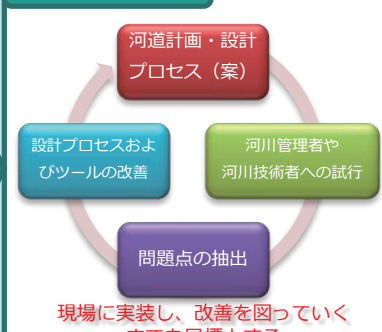 河道計画・設計
プロセス（案）
設計プロセスおよ
びツールの改善
河川管理者や
河川技術者への試行
問題点の抽出
現場に実装し、改善を図っていく